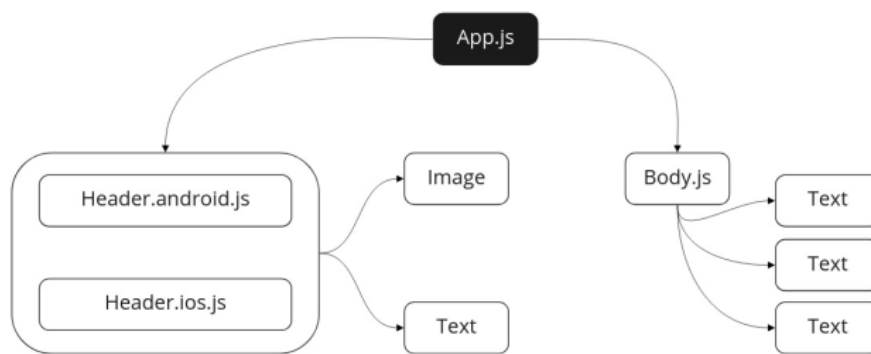 App.js
Header.android.js
Header.ios.js
Image
Text
Body.js
Text
Text
Text